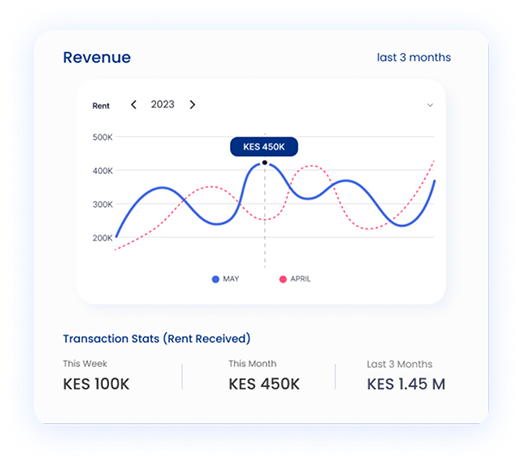 Revenue
last 3 months
Rent
2023
KES 450K
500K
400K
300K
200K
MAY
APRIL
Transaction Stats (Rent Received)
This Week
This Month
Last 3 Months
KES 100K
KES 450K
KES 1.45 M